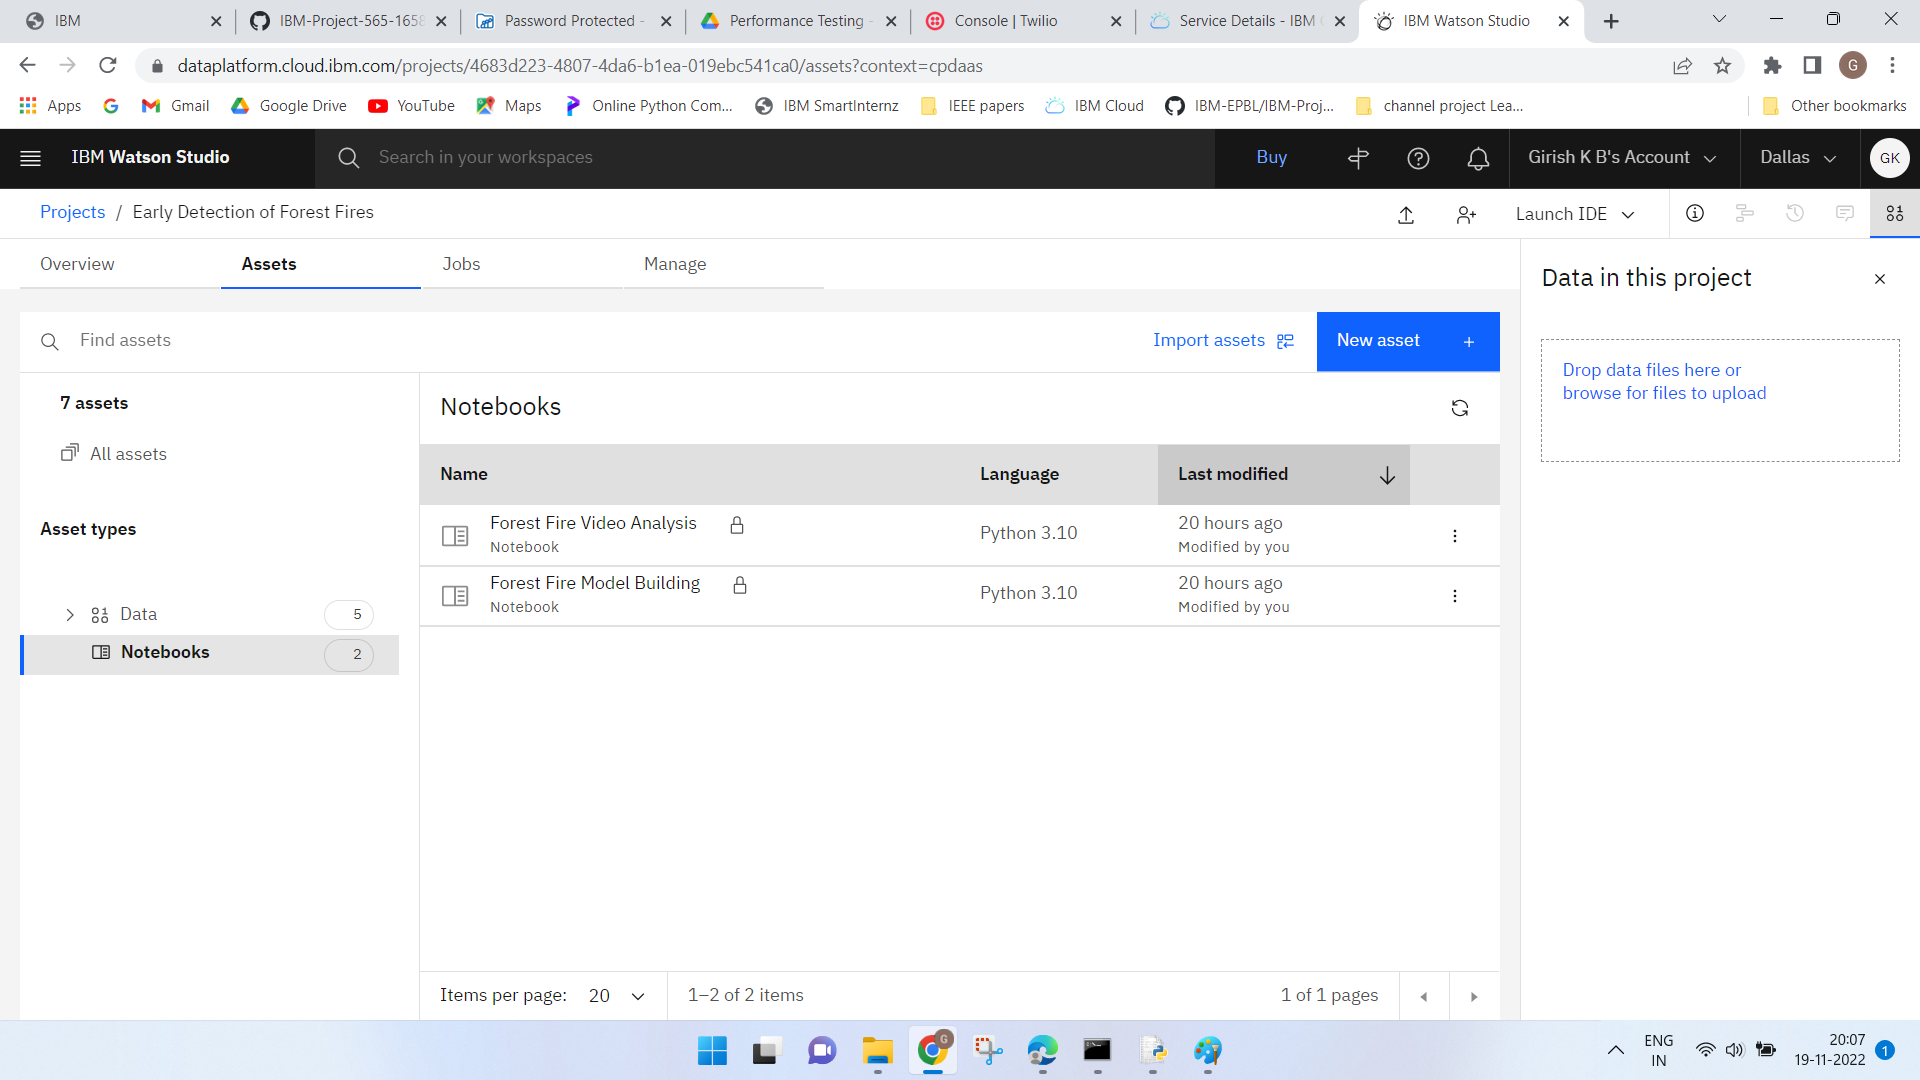 IBM
IBM-Project-565-1658
Password Protected -
Performance Testing -
Console | Twilio
Service Details - IBM
IBM Watson Studio
dataplatform.cloud.ibm.com/projects/4683d223-4807-4da6-b1ea-019ebc541ca0/assets?context=cpdaas
G
Apps
Gmail
Google Drive
YouTube
Maps
Online Python Com...
IBM SmartInternz
IEEE papers
IBM Cloud
IBM-EPBL/IBM-Proj...
channel project Lea...
Other bookmarks
IBM Watson Studio
Search in your workspaces
Buy
Girish K B's Account
Dallas
GK
Projects / Early Detection of Forest Fires
Launch IDE
Overview
Assets
Jobs
Manage
Data in this project
Find assets
Import assets
New asset +
Drop data files here or
browse for files to upload
7 assets
All assets
Asset types
Data 5
Notebooks 2
Notebooks
Name Language Last modified
Forest Fire Video Analysis
Notebook
Python 3.10
20 hours ago
Modified by you
Forest Fire Model Building
Notebook
Python 3.10
20 hours ago
Modified by you
Items per page: 20
1–2 of 2 items
1 of 1 pages
G
ENG
IN
20:07
19-11-2022
1